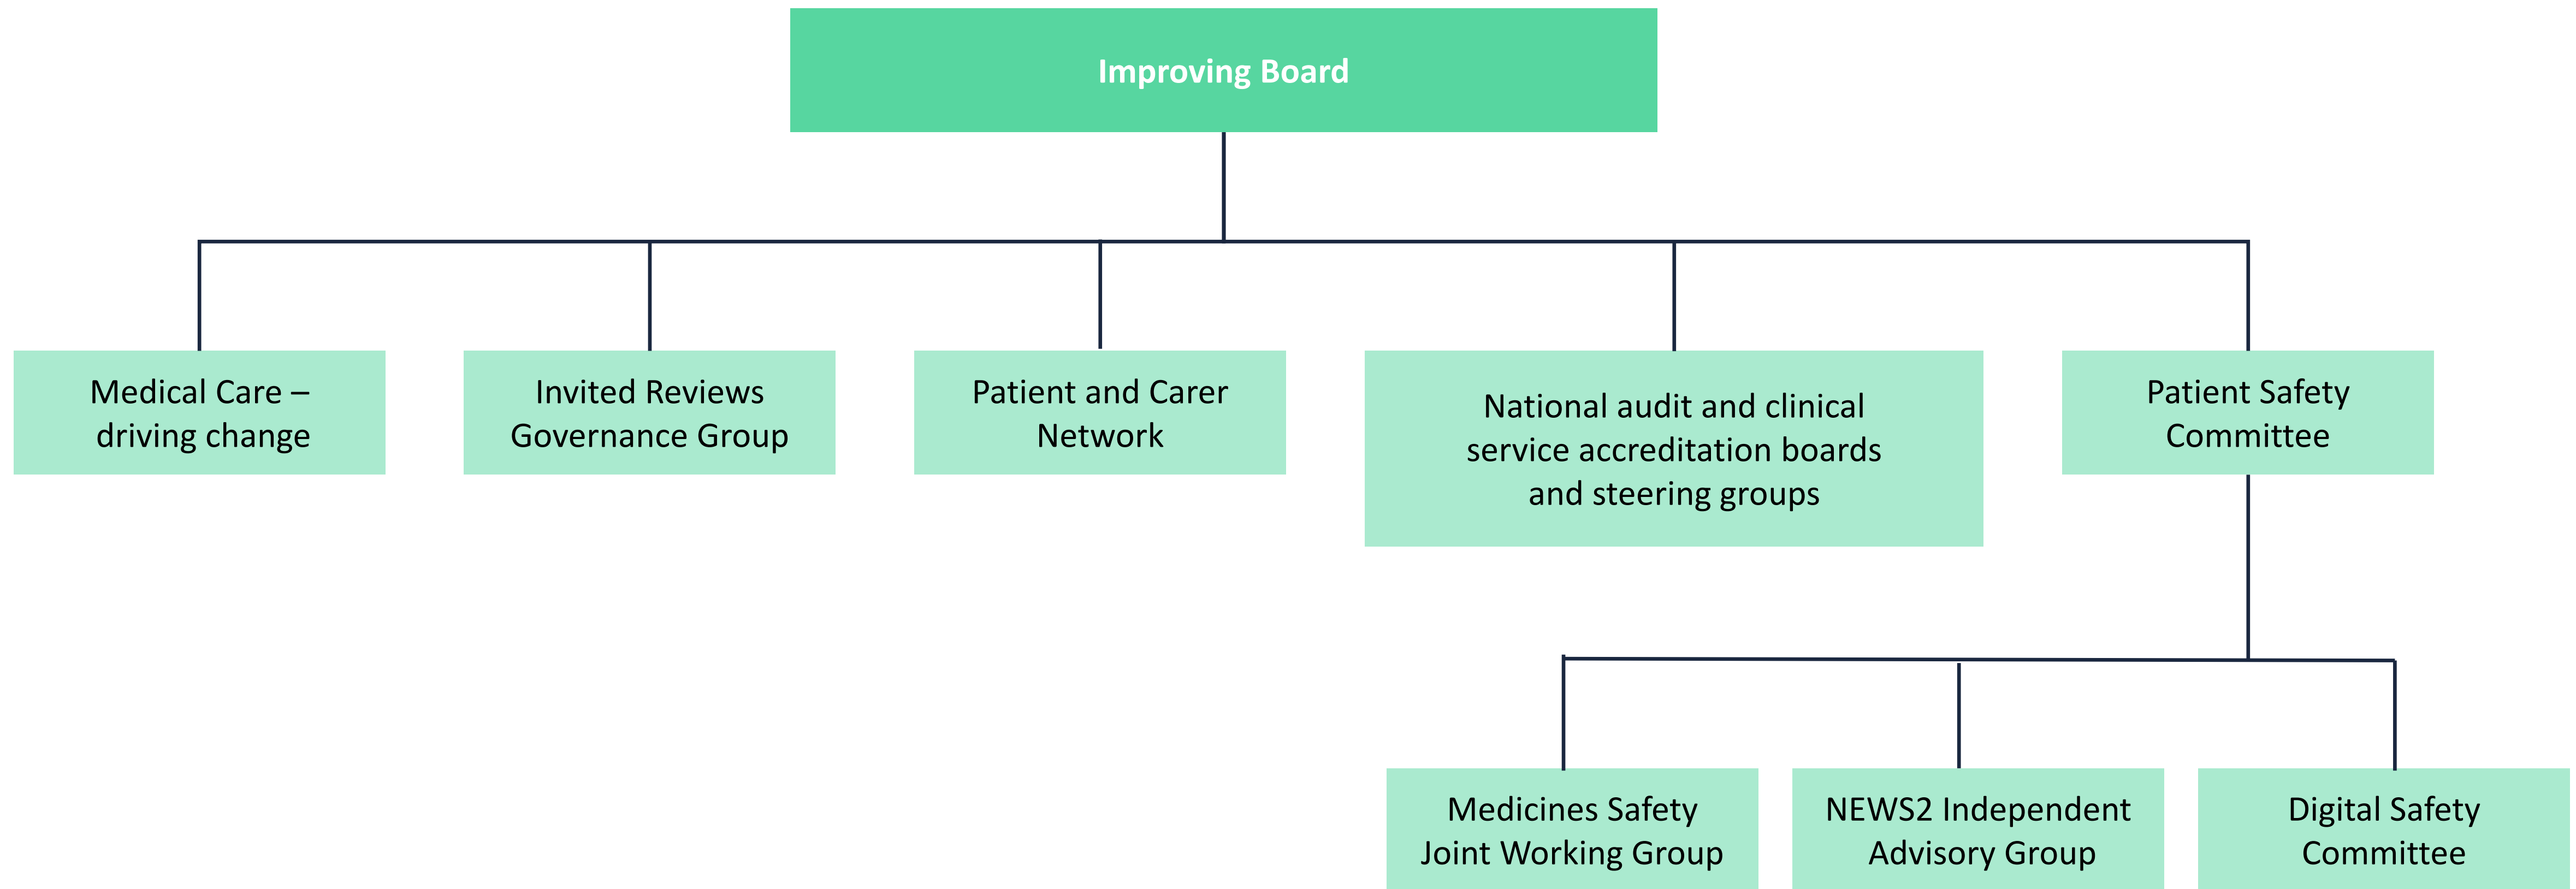 Improving Board
Medical Care –
driving change
Invited Reviews
Governance Group
Patient and Carer
Network
National audit and clinical
service accreditation boards
and steering groups
Patient Safety
Committee
Medicines Safety
Joint Working Group
NEWS2 Independent
Advisory Group
Digital Safety
Committee